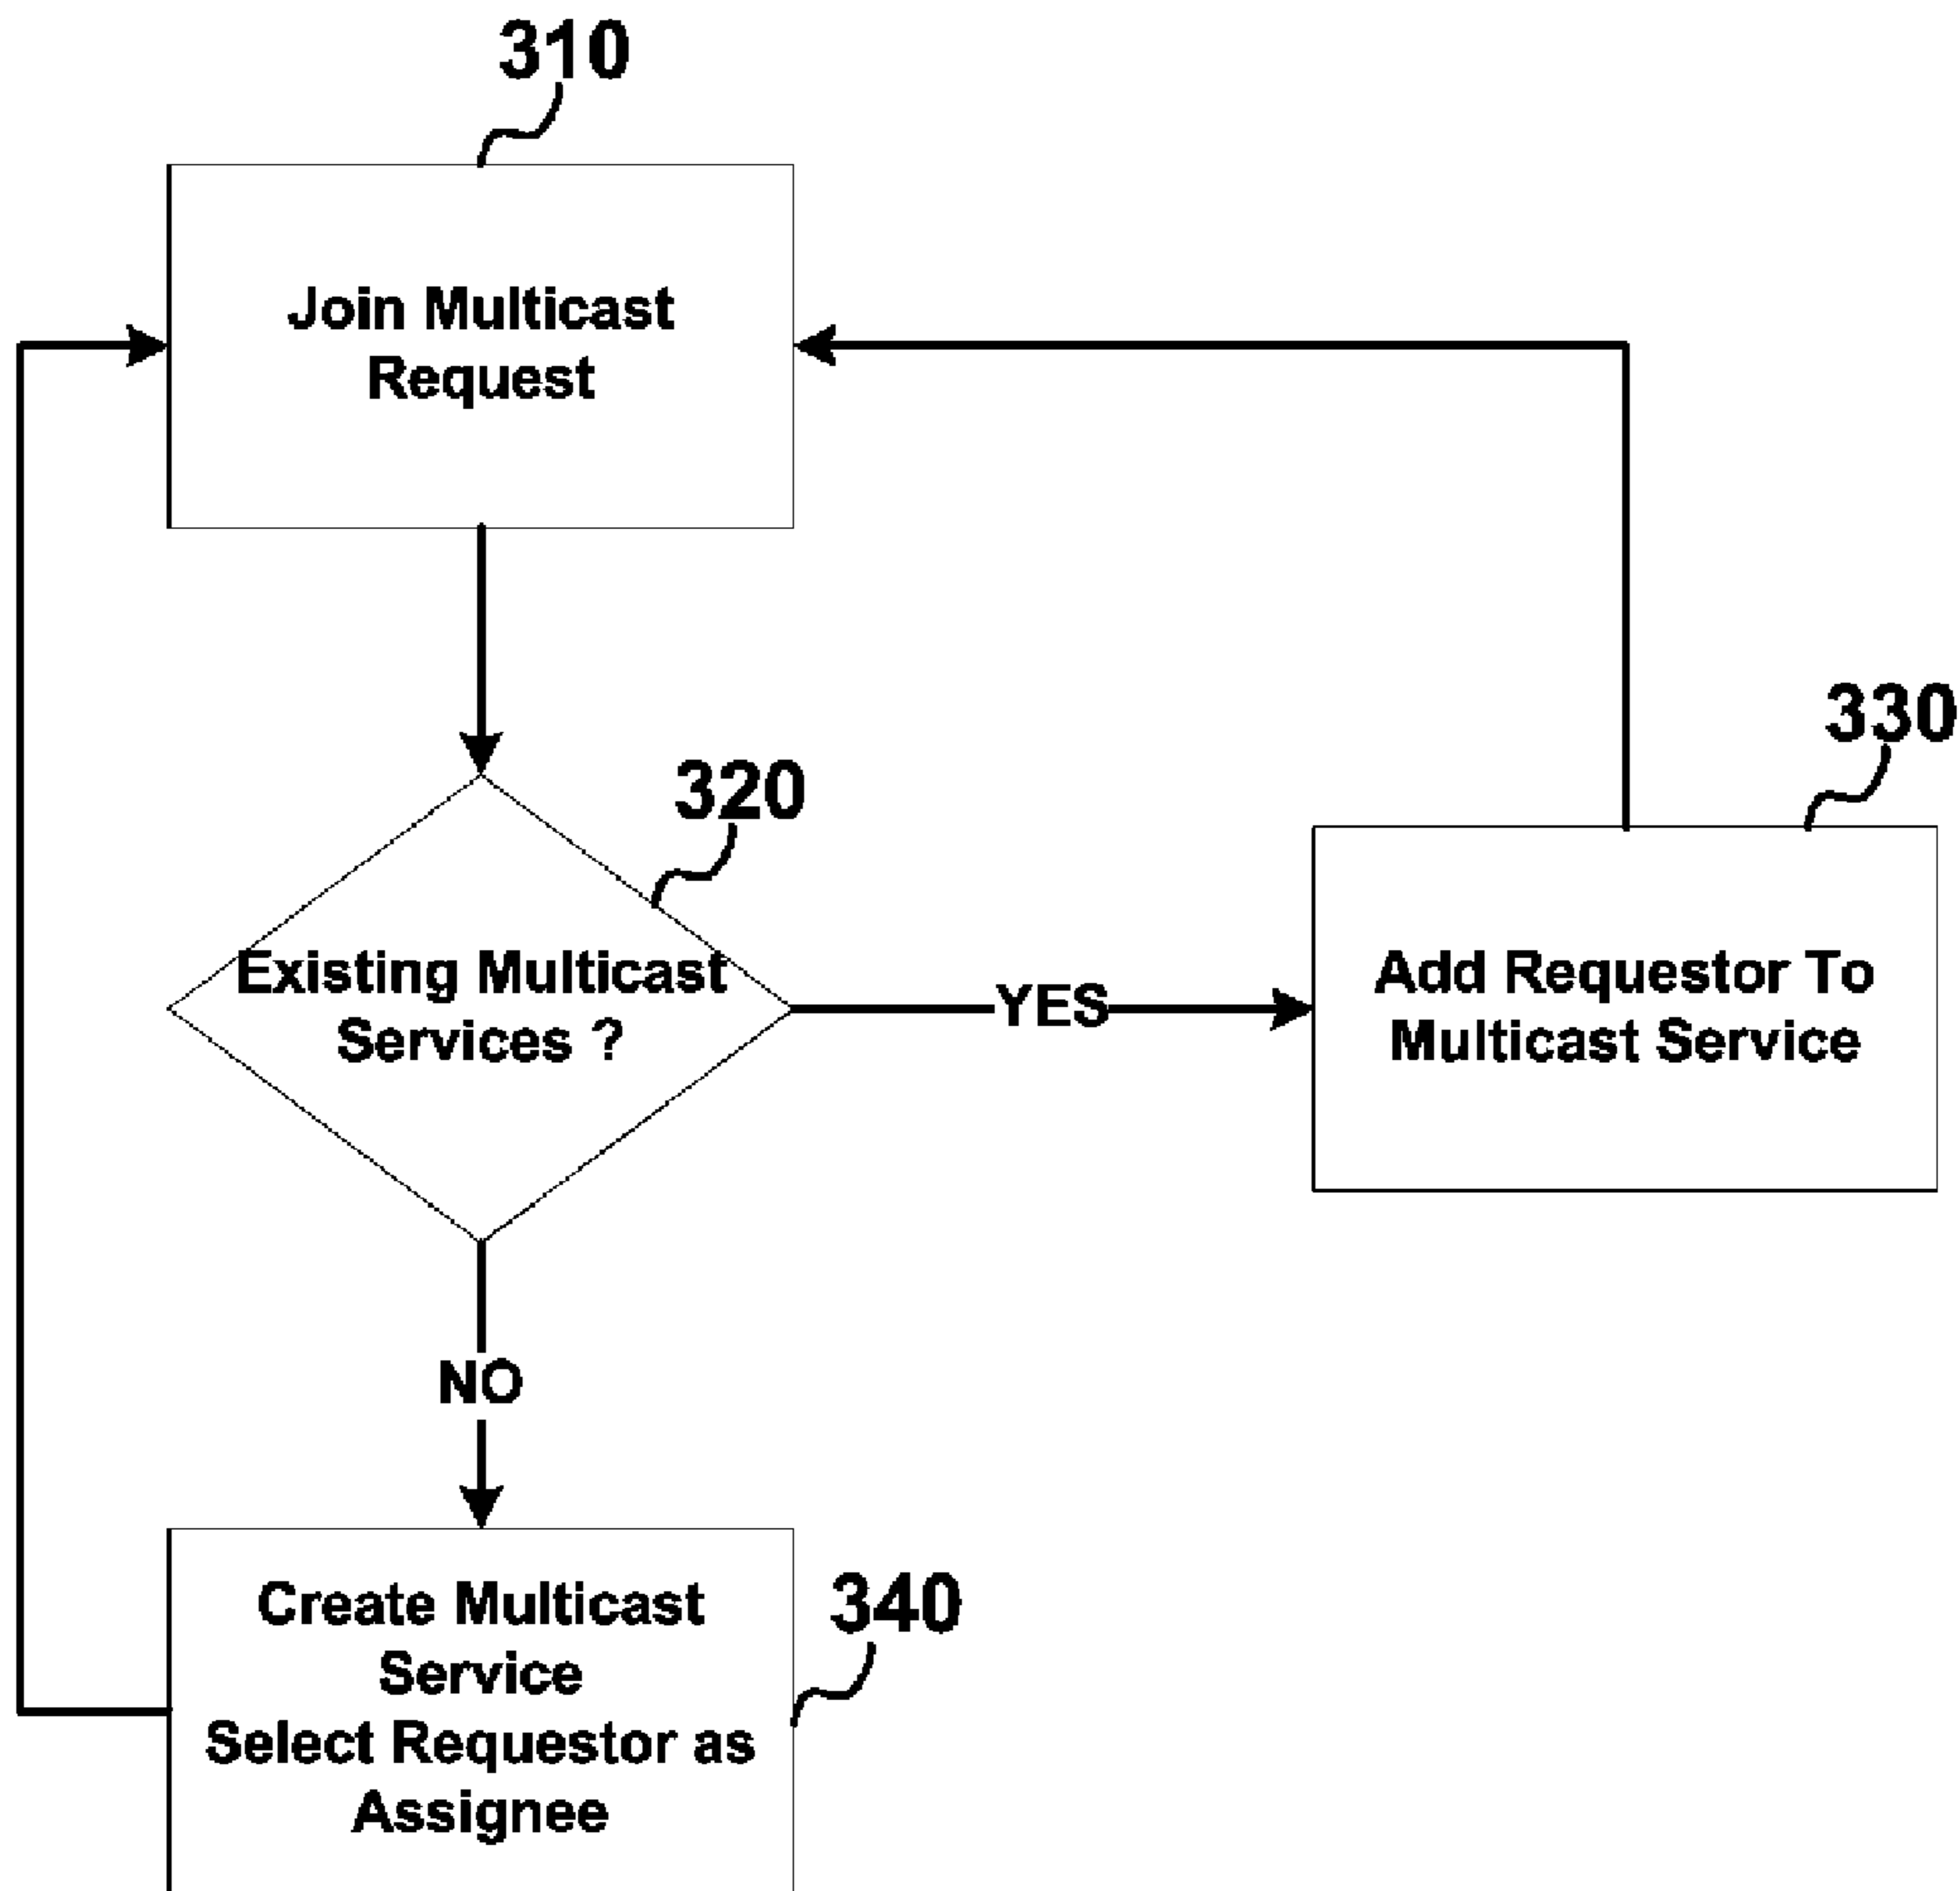 310
Join Multicast
Request
320
Existing Multicast
Services ?
YES
330
Add Requestor To
Multicast Service
NO
Create Multicast
Service
Select Requestor as
Assignee
340